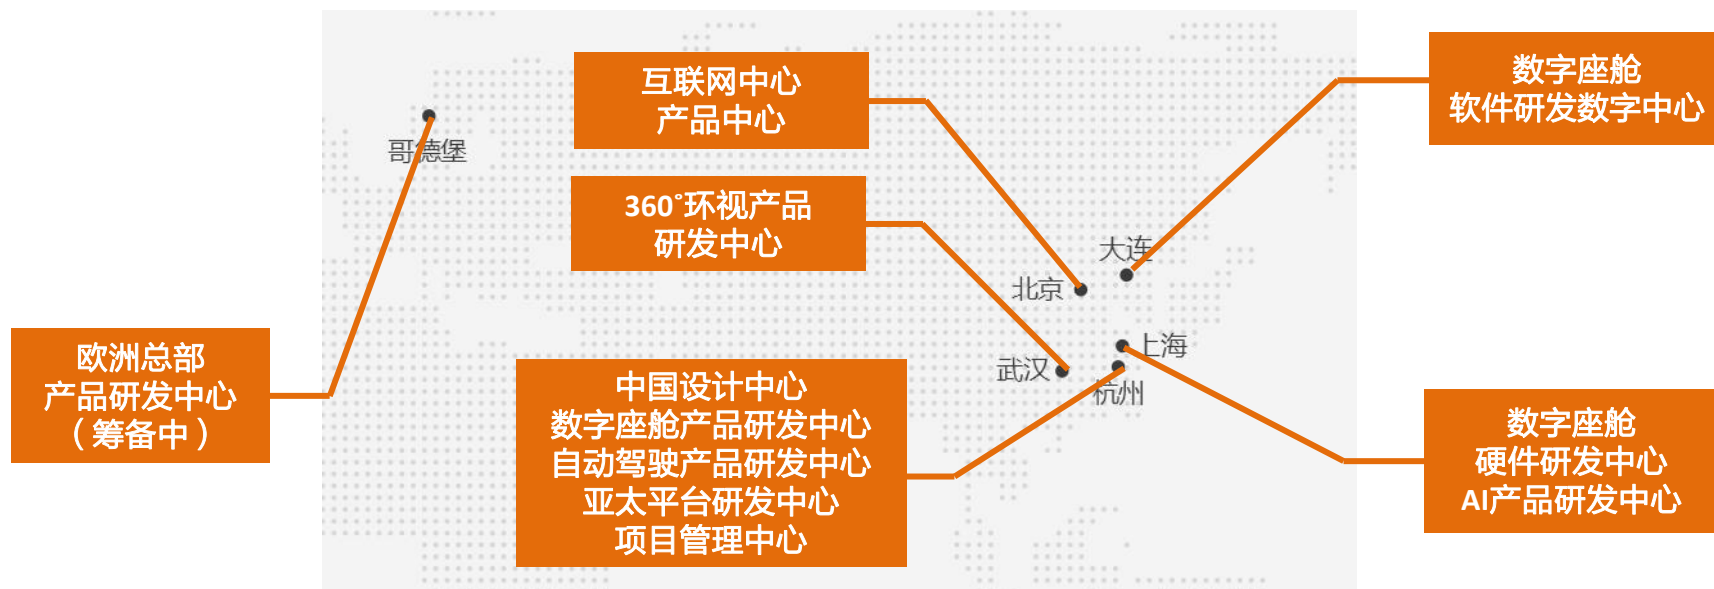 互联网中心
产品中心
数字座舱
软件研发数字中心
哥德堡
360°环视产品
研发中心
大连
北京
欧洲总部
产品研发中心
（筹备中）
上海
武汉
杭州
中国设计中心
数字座舱产品研发中心
自动驾驶产品研发中心
亚太平台研发中心
项目管理中心
数字座舱
硬件研发中心
AI产品研发中心